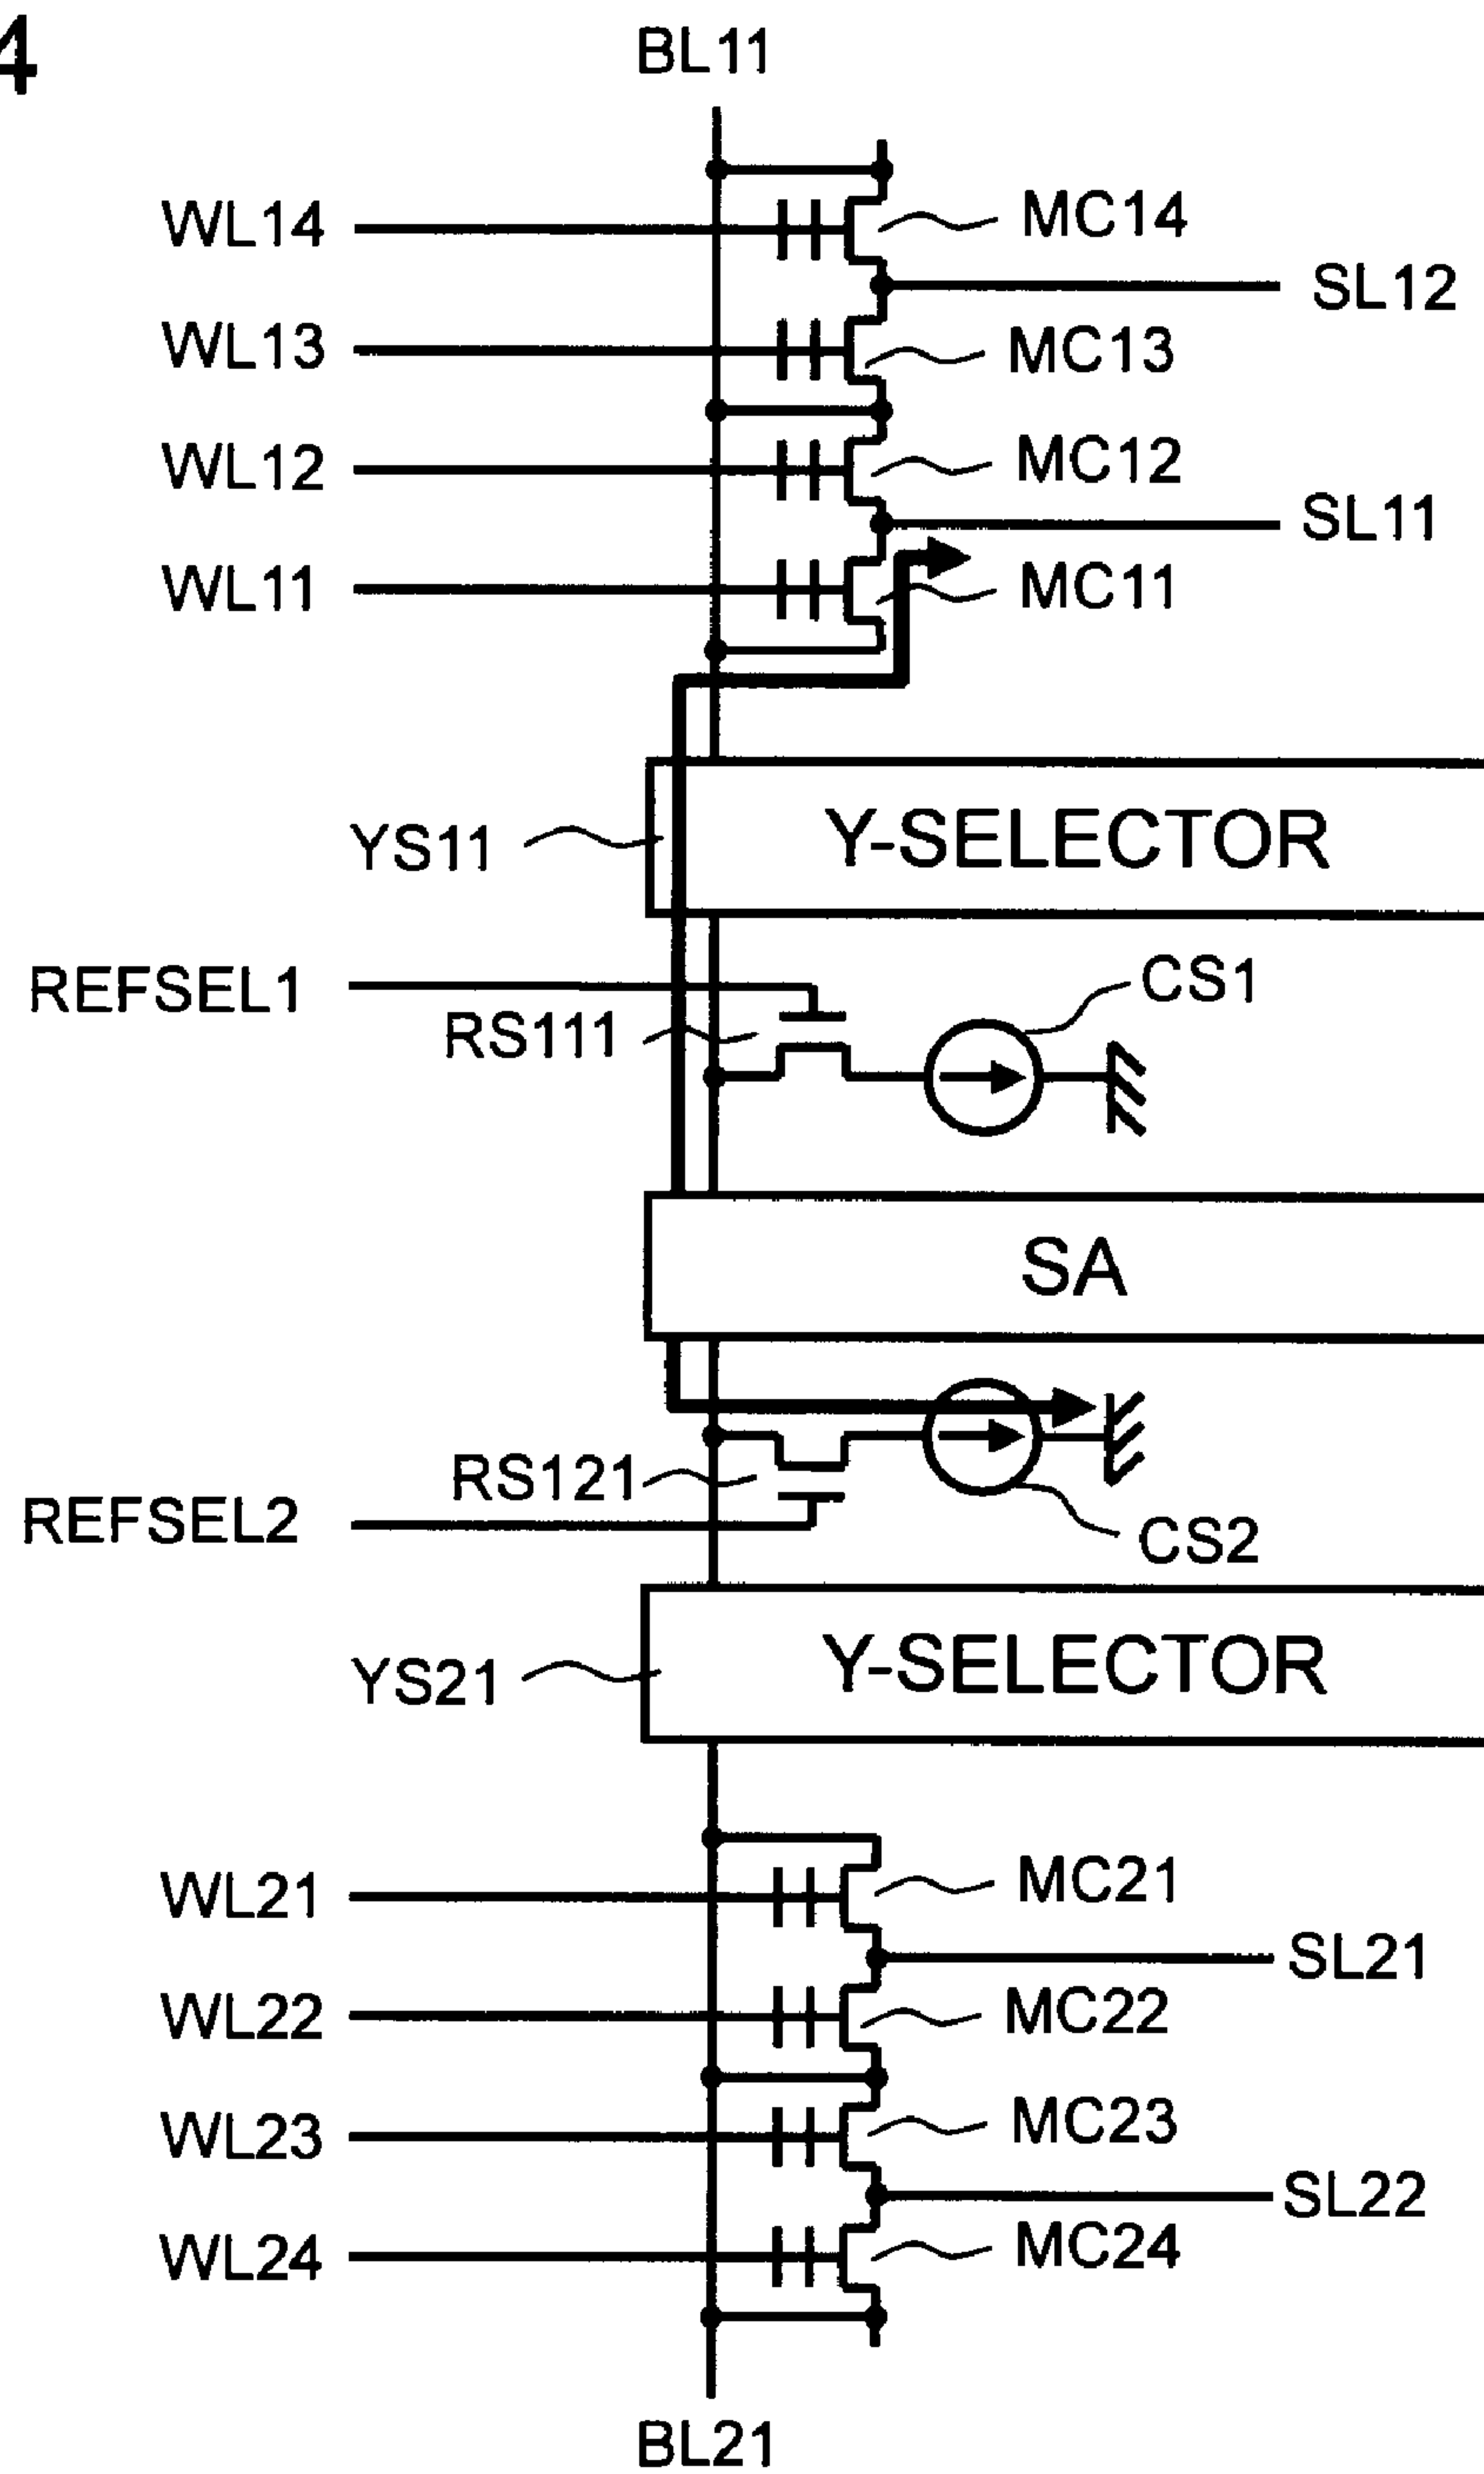 4
BL11
WL14
MC14
SL12
WL13
MC13
WL12
MC12
SL11
WL11
MC11
YS11
Y-SELECTOR
REFSEL1
CS1
RS111
SA
RS121
REFSEL2
CS2
Y-SELECTOR
YS21
WL21
MC21
SL21
WL22
MC22
WL23
MC23
SL22
WL24
MC24
BL21